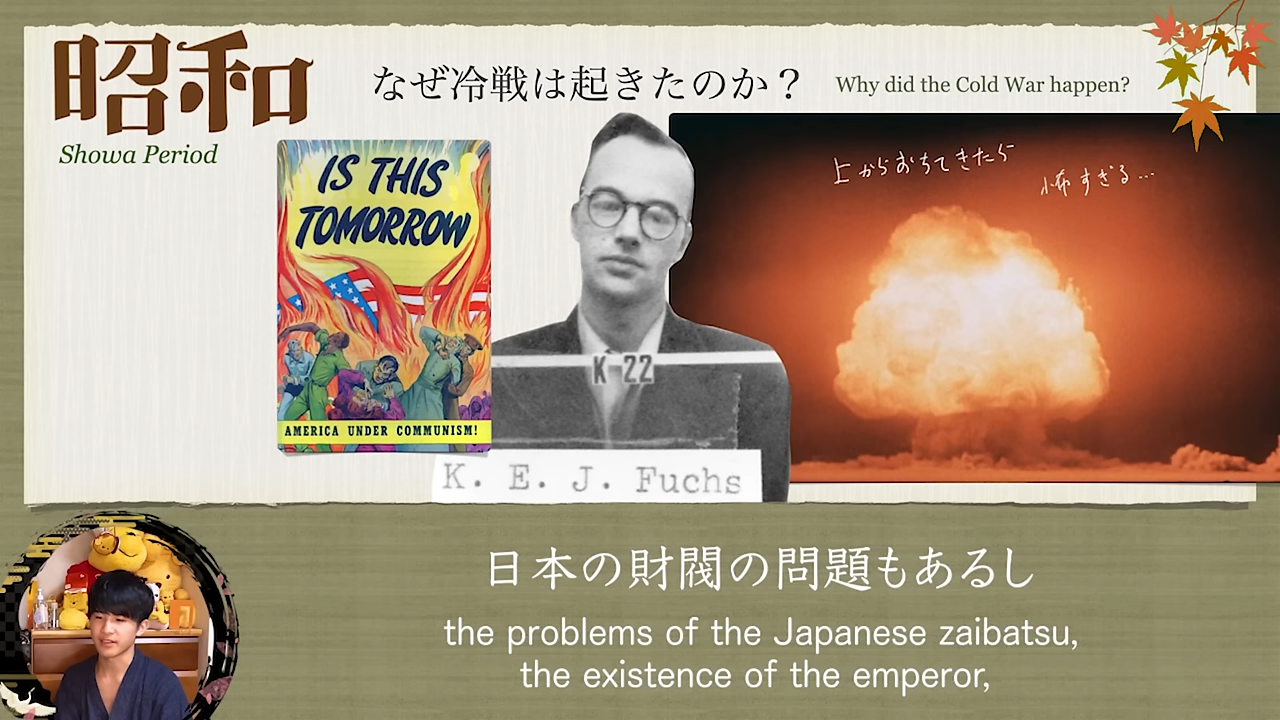 昭和
Showa Period
なぜ冷戦は起きたのか？
Why did the Cold War happen?
IS THIS
TOMORROW
AMERICA UNDER COMMUNISM!
K-22
K. E. J. Fuchs
上からおちてきたら
怖すぎる…
日本の財閥の問題もあるし
the problems of the Japanese zaibatsu,
the existence of the emperor,